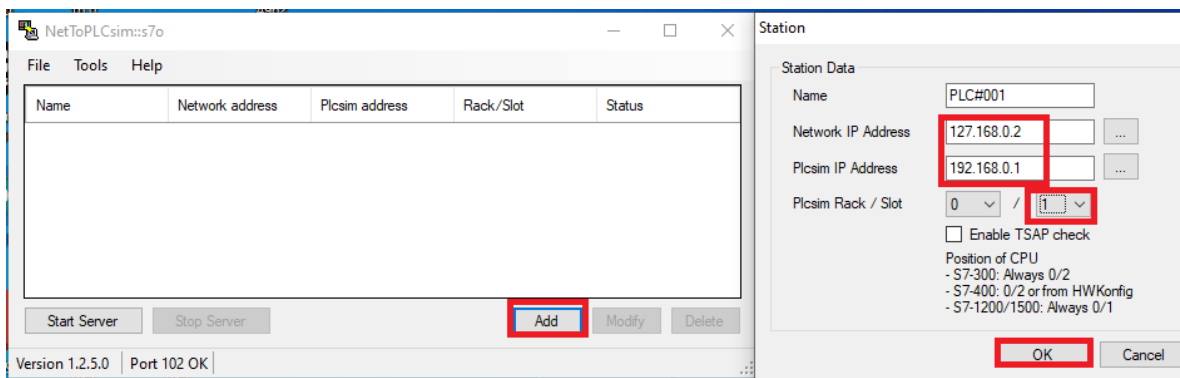 NetToPLCsim::s7o
File Tools Help
Name Network address Plcsim address Rack/Slot Status
Start Server Stop Server Add Modify Delete
Version 1.2.5.0 Port 102 OK
Station
Station Data
Name PLC#001
Network IP Address 127.168.0.2 ...
Plcsim IP Address 192.168.0.1 ...
Plcsim Rack / Slot 0 / 1
Enable TSAP check
Position of CPU
- S7-300: Always 0/2
- S7-400: 0/2 or from HWKonfig
- S7-1200/1500: Always 0/1
OK Cancel